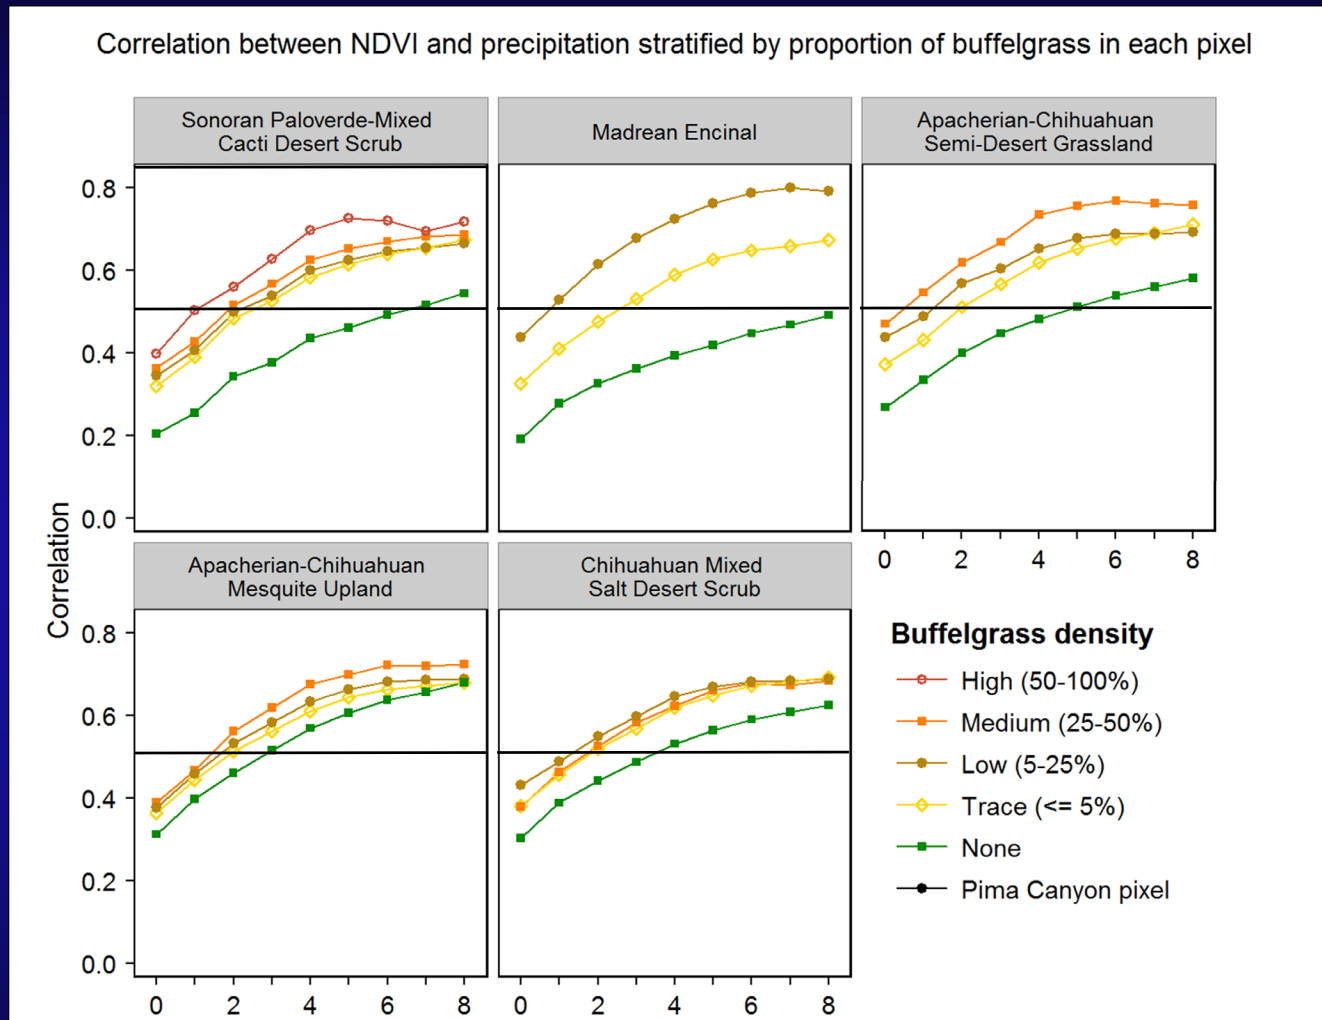 Correlation between NDVI and precipitation stratified by proportion of buffelgrass in each pixel
Sonoran Paloverde-Mixed
Cacti Desert Scrub
Madrean Encinal
Apacherian-Chihuahuan
Semi-Desert Grassland
0.8
0.6
0.4
0.2
0.0
0 2 4 6 8
Correlation
Apacherian-Chihuahuan
Mesquite Upland
Chihuahuan Mixed
Salt Desert Scrub
0.8
0.6
0.4
0.2
0.0
0 2 4 6 8
0 2 4 6 8
Buffelgrass density
High (50-100%)
Medium (25-50%)
Low (5-25%)
Trace (<= 5%)
None
Pima Canyon pixel